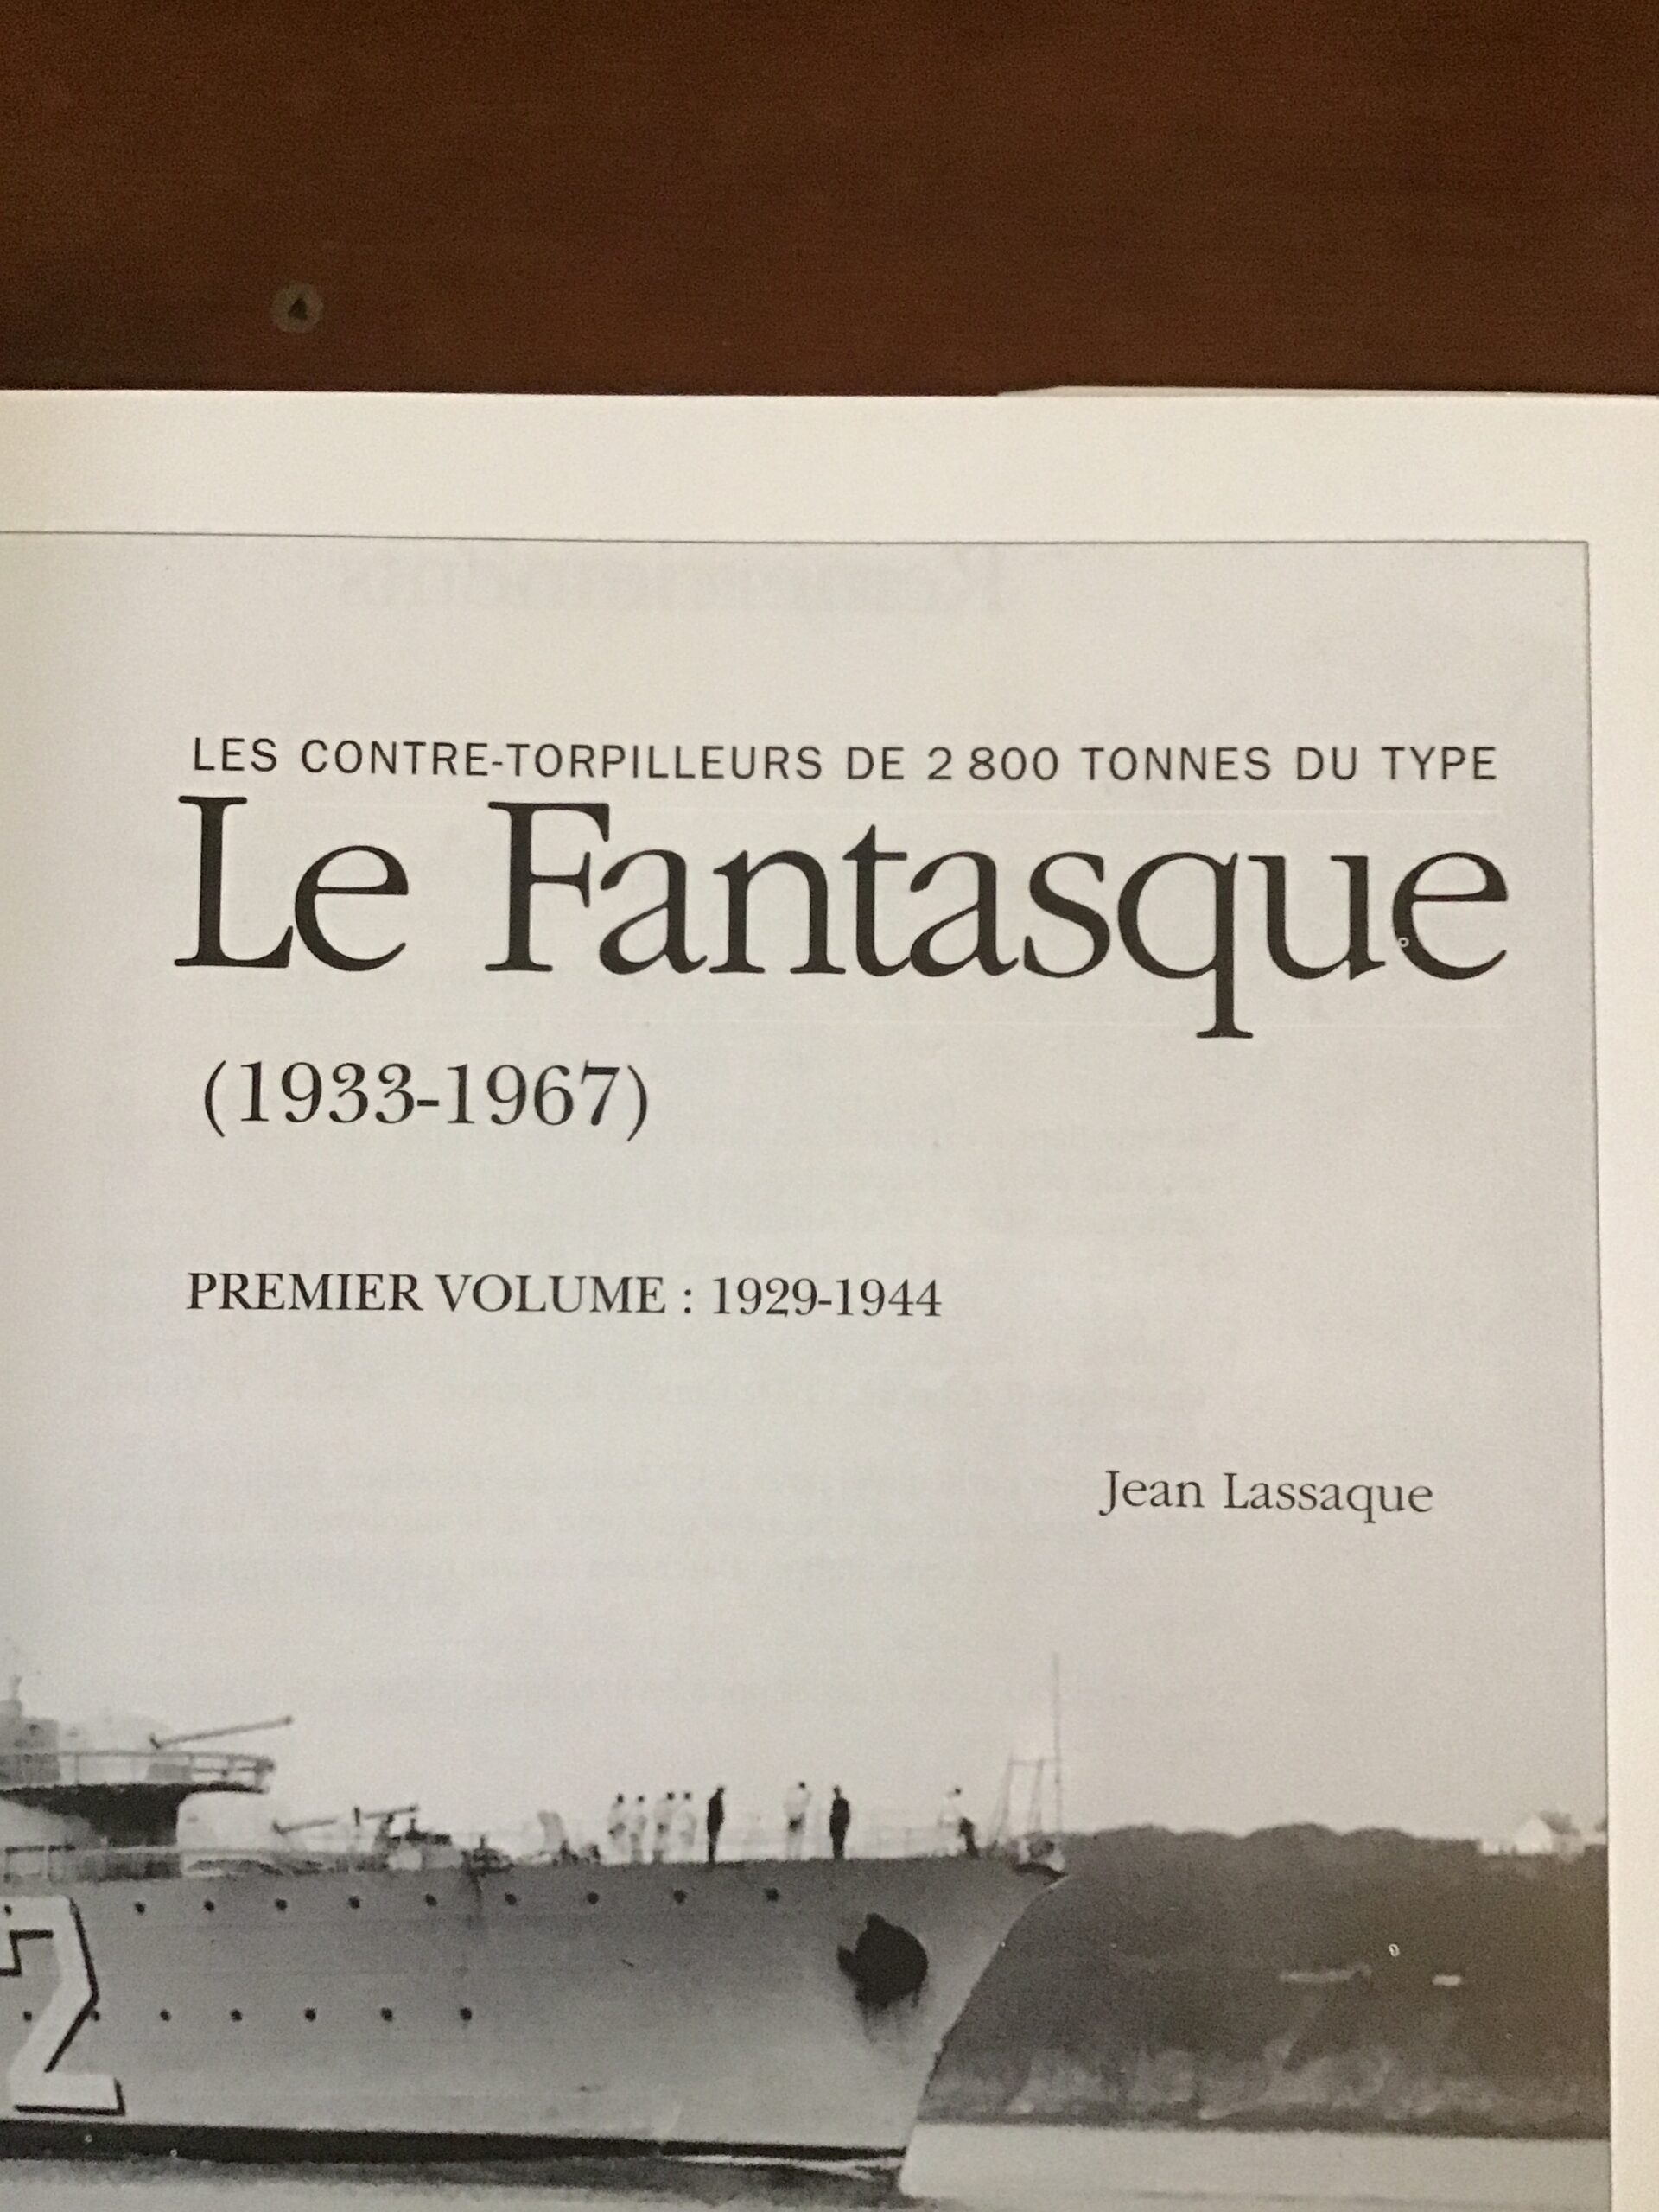 LES CONTRE-TORPILLEURS DE 2 800 TONNES DU TYPE
Le Fantasque
(1933-1967)
PREMIER VOLUME : 1929-1944
Jean Lassaque
2